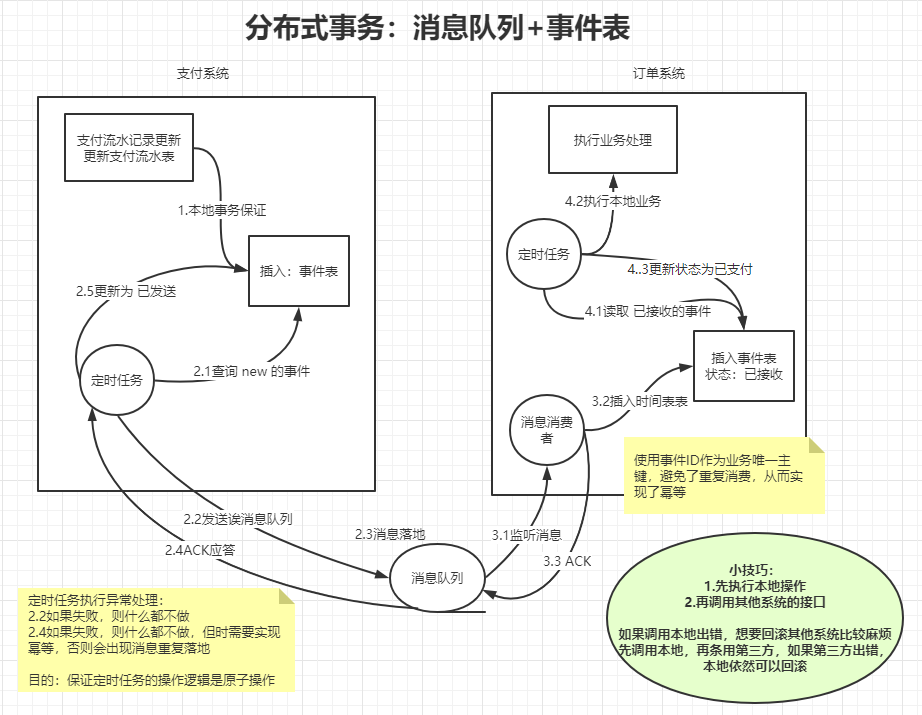 分布式事务：消息队列+事件表
支付系统
订单系统
支付流水记录更新
更新支付流水表
1.本地事务保证
插入：事件表
2.5更新为 已发送
定时任务
2.1查询 new 的事件
执行业务处理
4.2执行本地业务
定时任务
4..3更新状态为已支付
4.1读取 已接收的事件
插入事件表
状态：已接收
3.2插入时间表表
消息消费
者
使用事件ID作为业务唯一主
键，避免了重复消费，从而实
现了幂等
2.2发送误消息队列
2.4ACK应答
2.3消息落地
3.1监听消息
3.3 ACK
消息队列
定时任务执行异常处理：
2.2如果失败，则什么都不做
2.4如果失败，则什么都不做，但时需要实现
幂等，否则会出现消息重复落地
目的：保证定时任务的操作逻辑是原子操作
小技巧：
1.先执行本地操作
2.再调用其他系统的接口
如果调用本地出错，想要回滚其他系统比较麻烦
先调用本地，再条用第三方，如果第三方出错，
本地依然可以回滚